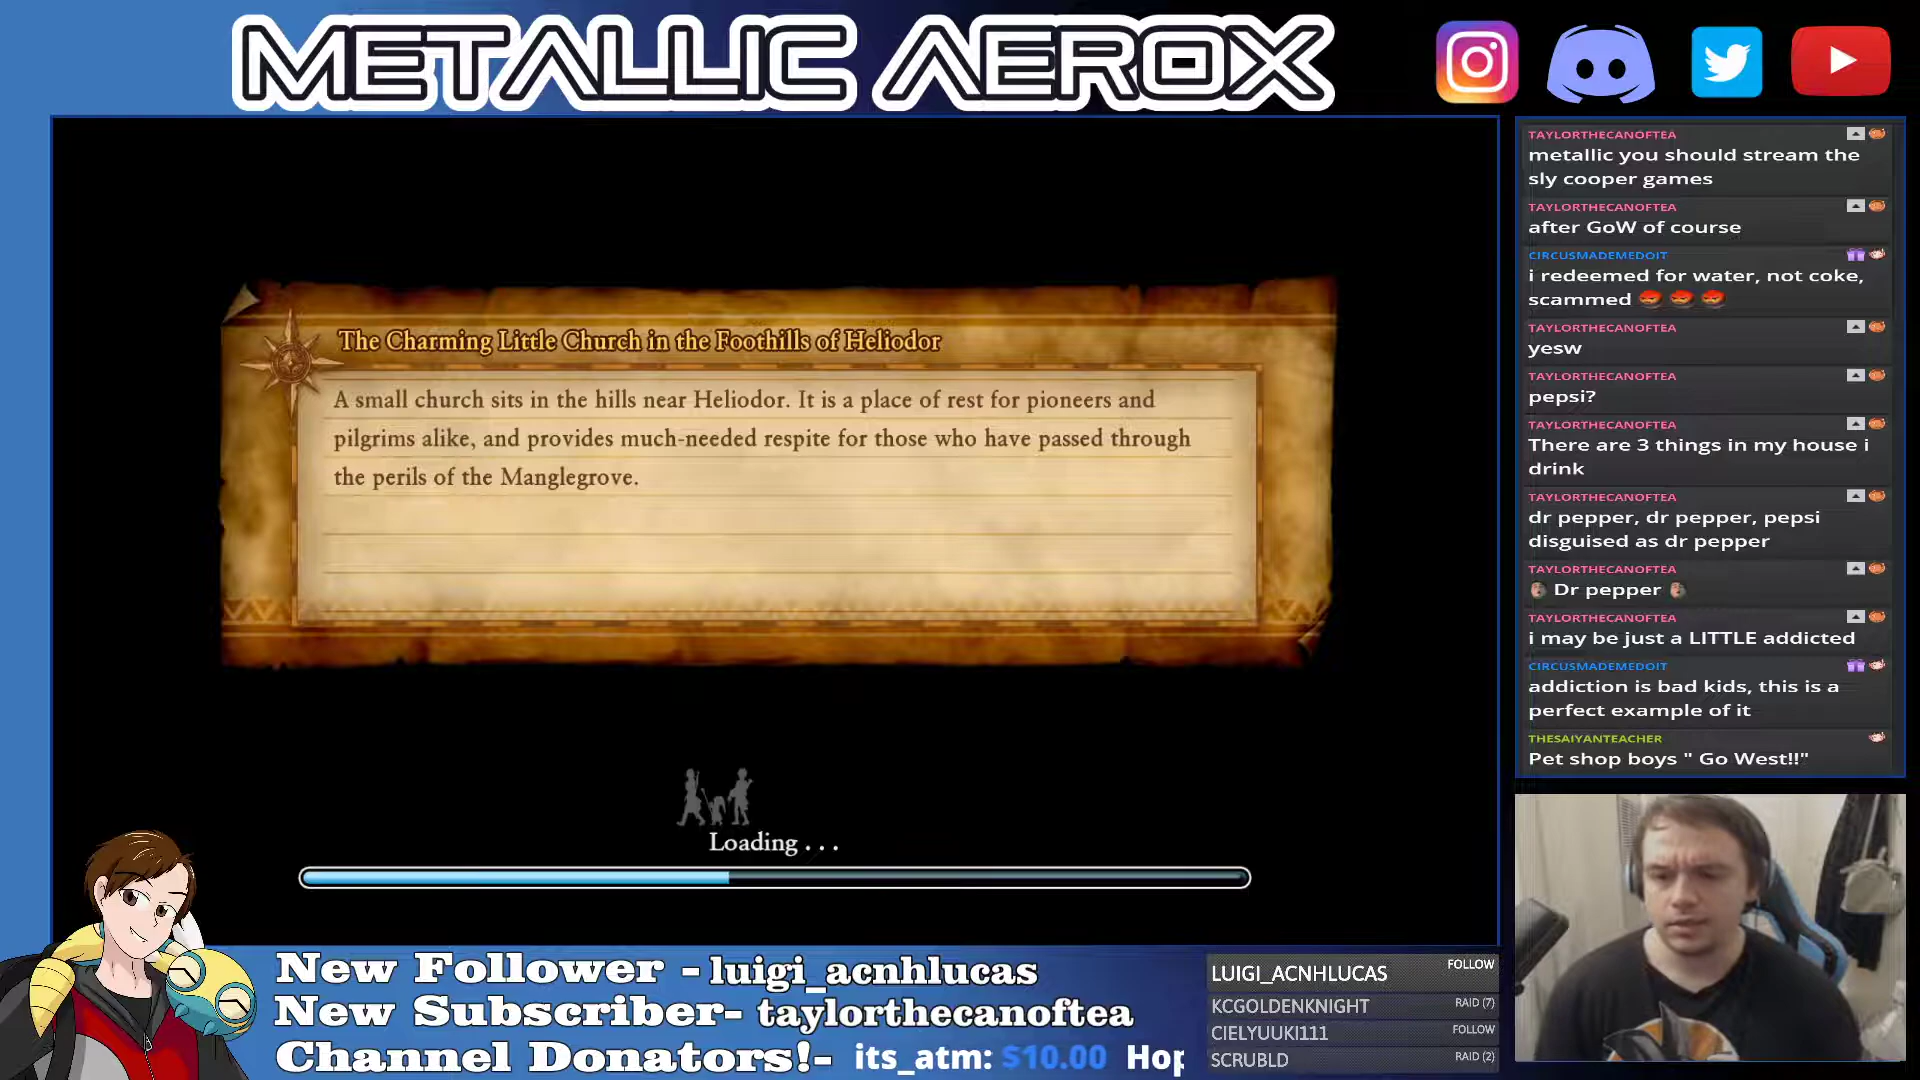 METALLIC AEROX
TAYLORTHECANOFTEA
metallic you should stream the
sly cooper games
TAYLORTHECANOFTEA
after GoW of course
CIRCUSMADEMEDOIT
i redeemed for water, not coke,
scammed
TAYLORTHECANOFTEA
yesw
TAYLORTHECANOFTEA
pepsi?
TAYLORTHECANOFTEA
There are 3 things in my house i
drink
TAYLORTHECANOFTEA
dr pepper, dr pepper, pepsi
disguised as dr pepper
TAYLORTHECANOFTEA
Dr pepper
TAYLORTHECANOFTEA
i may be just a LITTLE addicted
CIRCUSMADEMEDOIT
addiction is bad kids, this is a
perfect example of it
THESAIYANTEACHER
Pet shop boys " Go West!!"
The Charming Little Church in the Foothills of Heliodor
A small church sits in the hills near Heliodor. It is a place of rest for pioneers and
pilgrims alike, and provides much-needed respite for those who have passed through
the perils of the Manglegrove.
Loading . . .
New Follower - luigi_acnhlucas
New Subscriber- taylorthecanoftea
Channel Donators!- its_atm: $10.00 Hop
LUIGI_ACNHLUCAS FOLLOW
KCGOLDENKNIGHT RAID (7)
CIELYUUKI111 FOLLOW
SCRUBLD RAID (2)